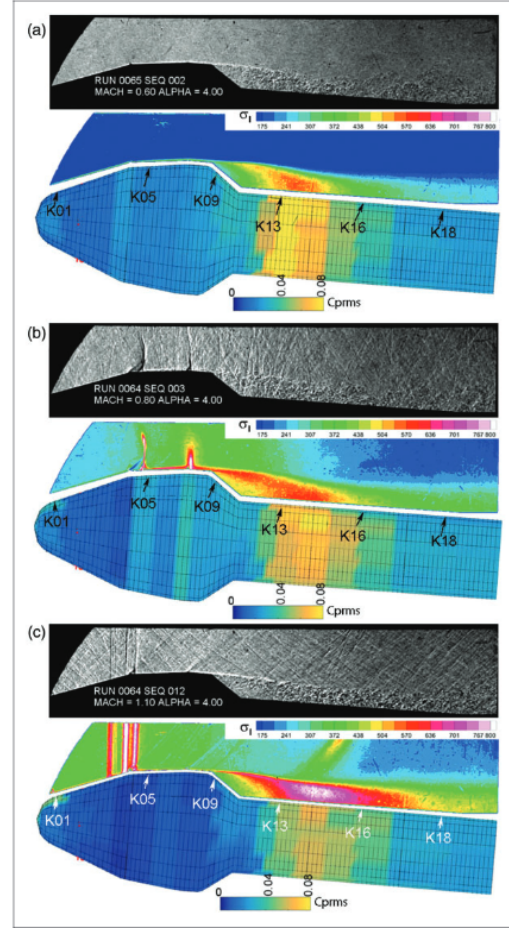 (a)
RUN 0065 SEQ 002
MACH = 0.60 ALPHA = 4.00
σI 175 241 307 372 438 504 570 636 701 767 800
K01 K05 K09 K13 K16 K18
0 0.04 0.08
Cprms
(b)
RUN 0064 SEQ 003
MACH = 0.80 ALPHA = 4.00
σI 175 241 307 372 438 504 570 636 701 767 800
K01 K05 K09 K13 K16 K18
0 0.04 0.08
Cprms
(c)
RUN 0064 SEQ 012
MACH = 1.10 ALPHA = 4.00
σI 175 241 307 372 438 504 570 636 701 767 800
K01 K05 K09 K13 K16 K18
0 0.04 0.08
Cprms